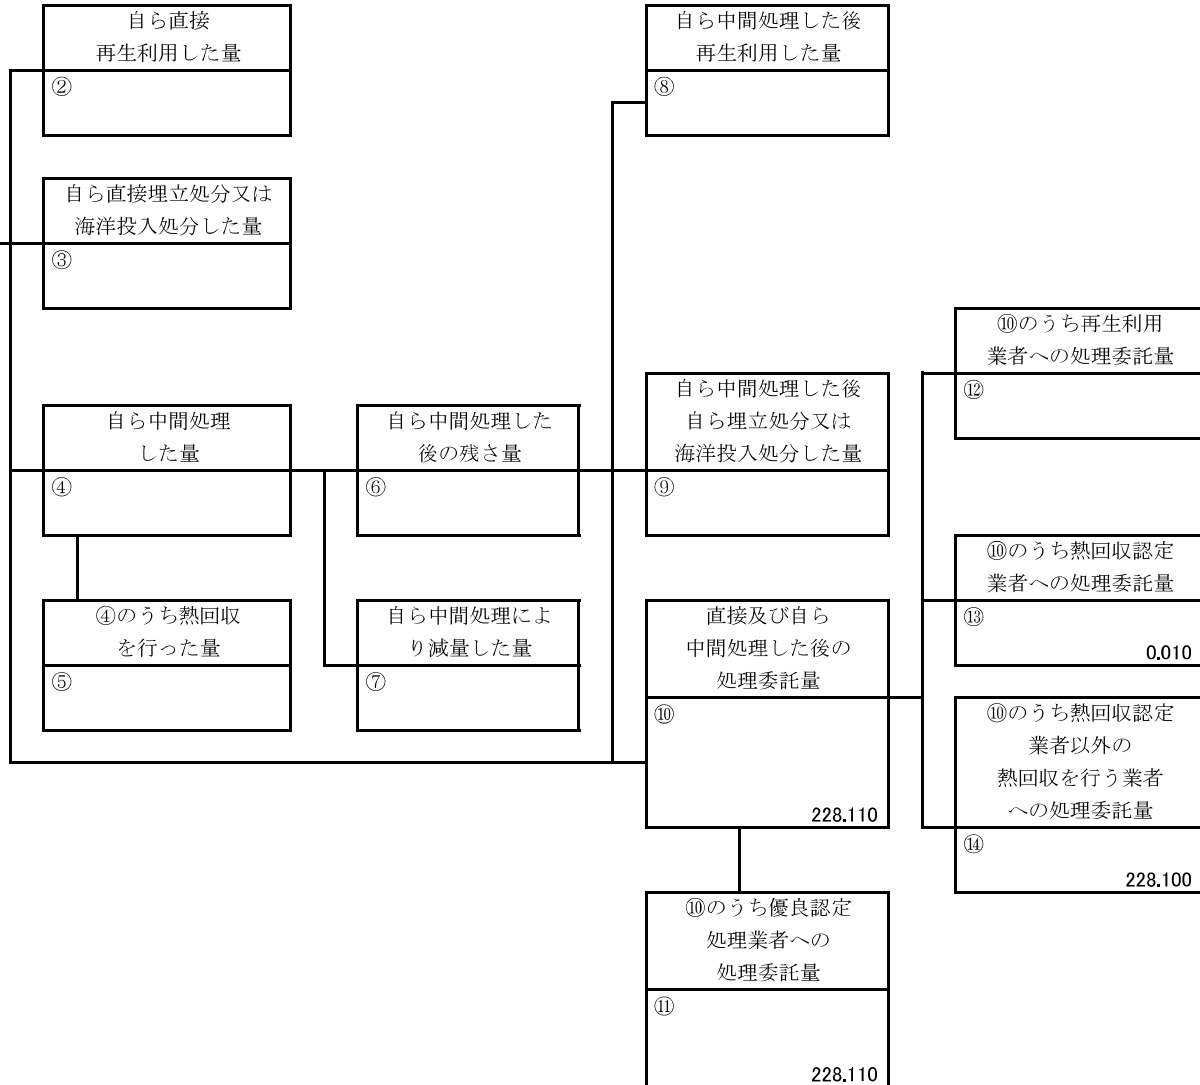 自ら直接
再生利用した量
②
自ら中間処理した後
再生利用した量
⑧
自ら直接埋立処分又は
海洋投入処分した量
③
⑩のうち再生利用
業者への処理委託量
⑫
自ら中間処理
した量
④
自ら中間処理した
後の残さ量
⑥
自ら中間処理した後
自ら埋立処分又は
海洋投入処分した量
⑨
⑩のうち熱回収認定
業者への処理委託量
⑬
0.010
④のうち熱回収
を行った量
⑤
自ら中間処理によ
り減量した量
⑦
直接及び自ら
中間処理した後の
処理委託量
⑩
228.110
⑩のうち熱回収認定
業者以外の
熱回収を行う業者
への処理委託量
⑭
228.100
⑩のうち優良認定
処理業者への
処理委託量
⑪
228.110